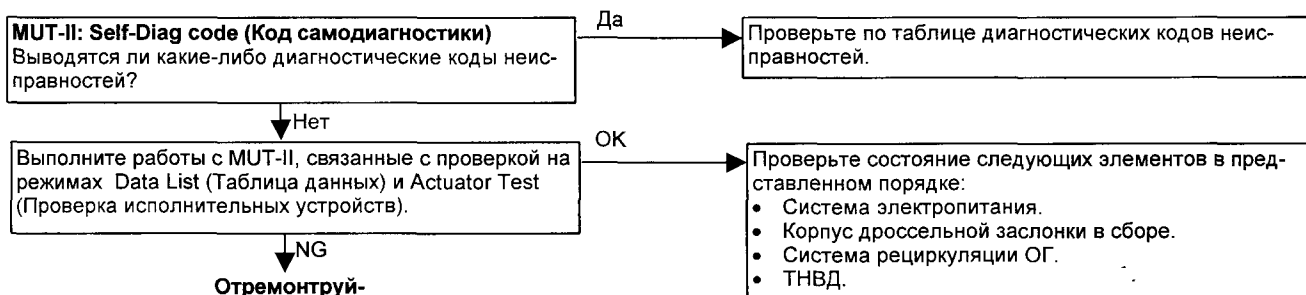 MUT-II: Self-Diag code (Код самодиагностики)
Выводятся ли какие-либо диагностические коды неис-
правностей?
Да
Проверьте по таблице диагностических кодов неис-
правностей.
Нет
Выполните работы с MUT-II, связанные с проверкой на
режимах Data List (Таблица данных) и Actuator Test
(Проверка исполнительных устройств).
OK
Проверьте состояние следующих элементов в пред-
ставленном порядке:
• Система электропитания.
• Корпус дроссельной заслонки в сборе.
• Система рециркуляции ОГ.
• ТНВД.
NG
Отремонтруй-